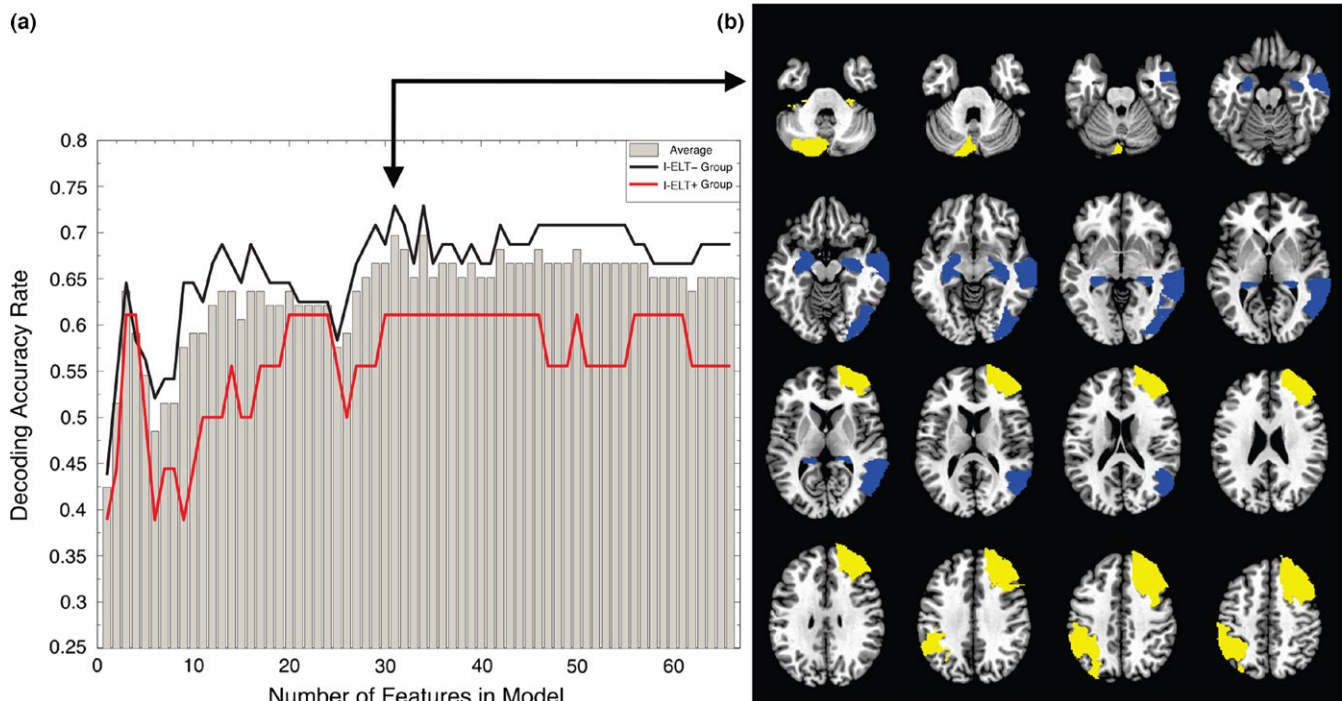 (a)
(b)
Average
I-ELT− Group
I-ELT+ Group
Decoding Accuracy Rate
0.8
0.75
0.7
0.65
0.6
0.55
0.5
0.45
0.4
0.35
0.3
0.25
0 10 20 30 40 50 60
Number of Features in Model